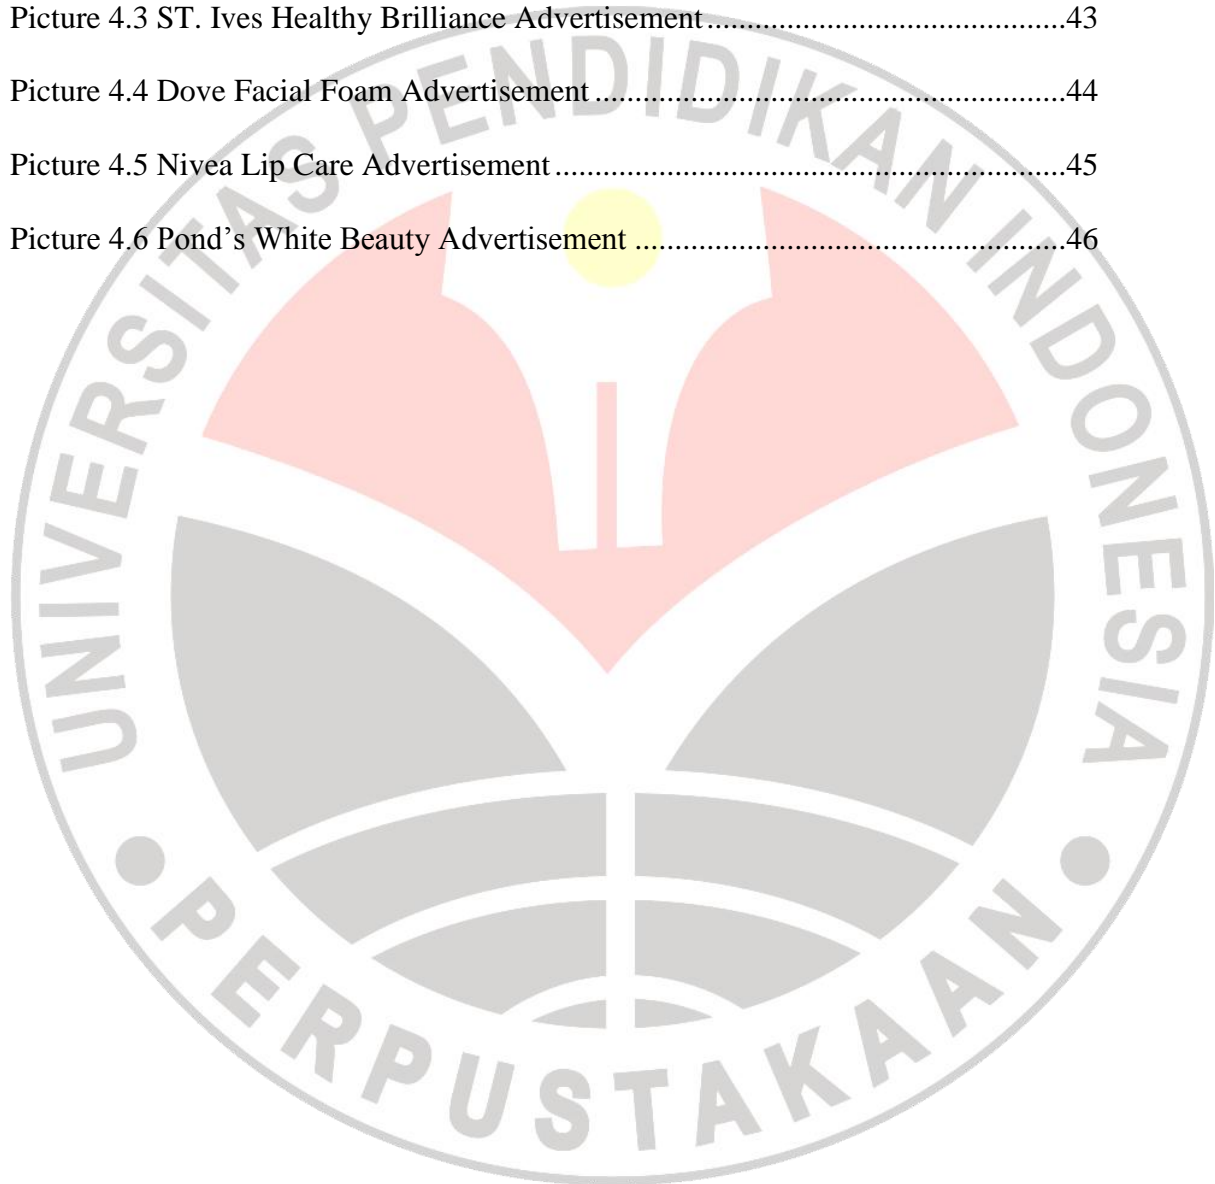 Picture 4.3 ST. Ives Healthy Brilliance Advertisement..............................................43
Picture 4.4 Dove Facial Foam Advertisement............................................................44
Picture 4.5 Nivea Lip Care Advertisement.................................................................45
Picture 4.6 Pond’s White Beauty Advertisement .......................................................46
UNIVERSITAS PENDIDIKAN INDONESIA
PERPUSTAKAAN